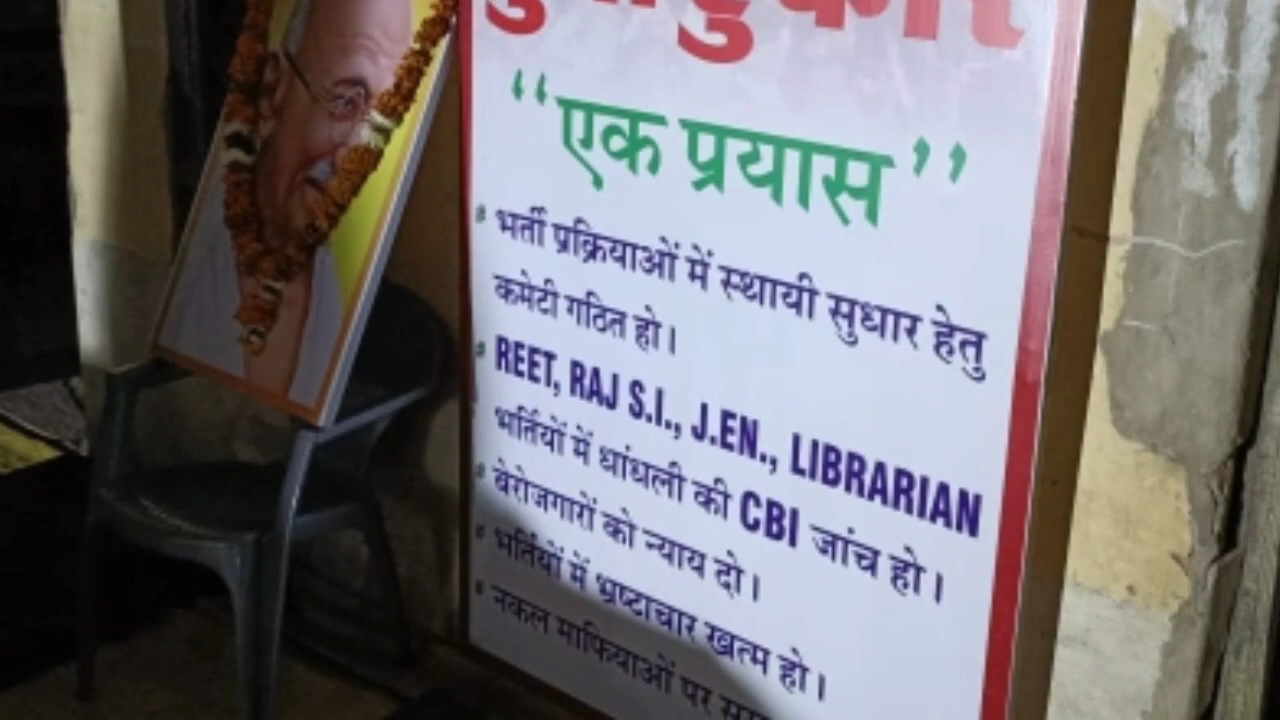 “एक प्रयास”
# भर्ती प्रक्रियाओं में स्थायी सुधार हेतु
कमेटी गठित हो।
# REET, RAJ S.I., J.EN., LIBRARIAN
भर्तियों में धांधली की CBI जांच हो।
# बेरोजगारों को न्याय दो।
# भर्तियों में भ्रष्टाचार खत्म हो।
# नकल माफियाओं पर